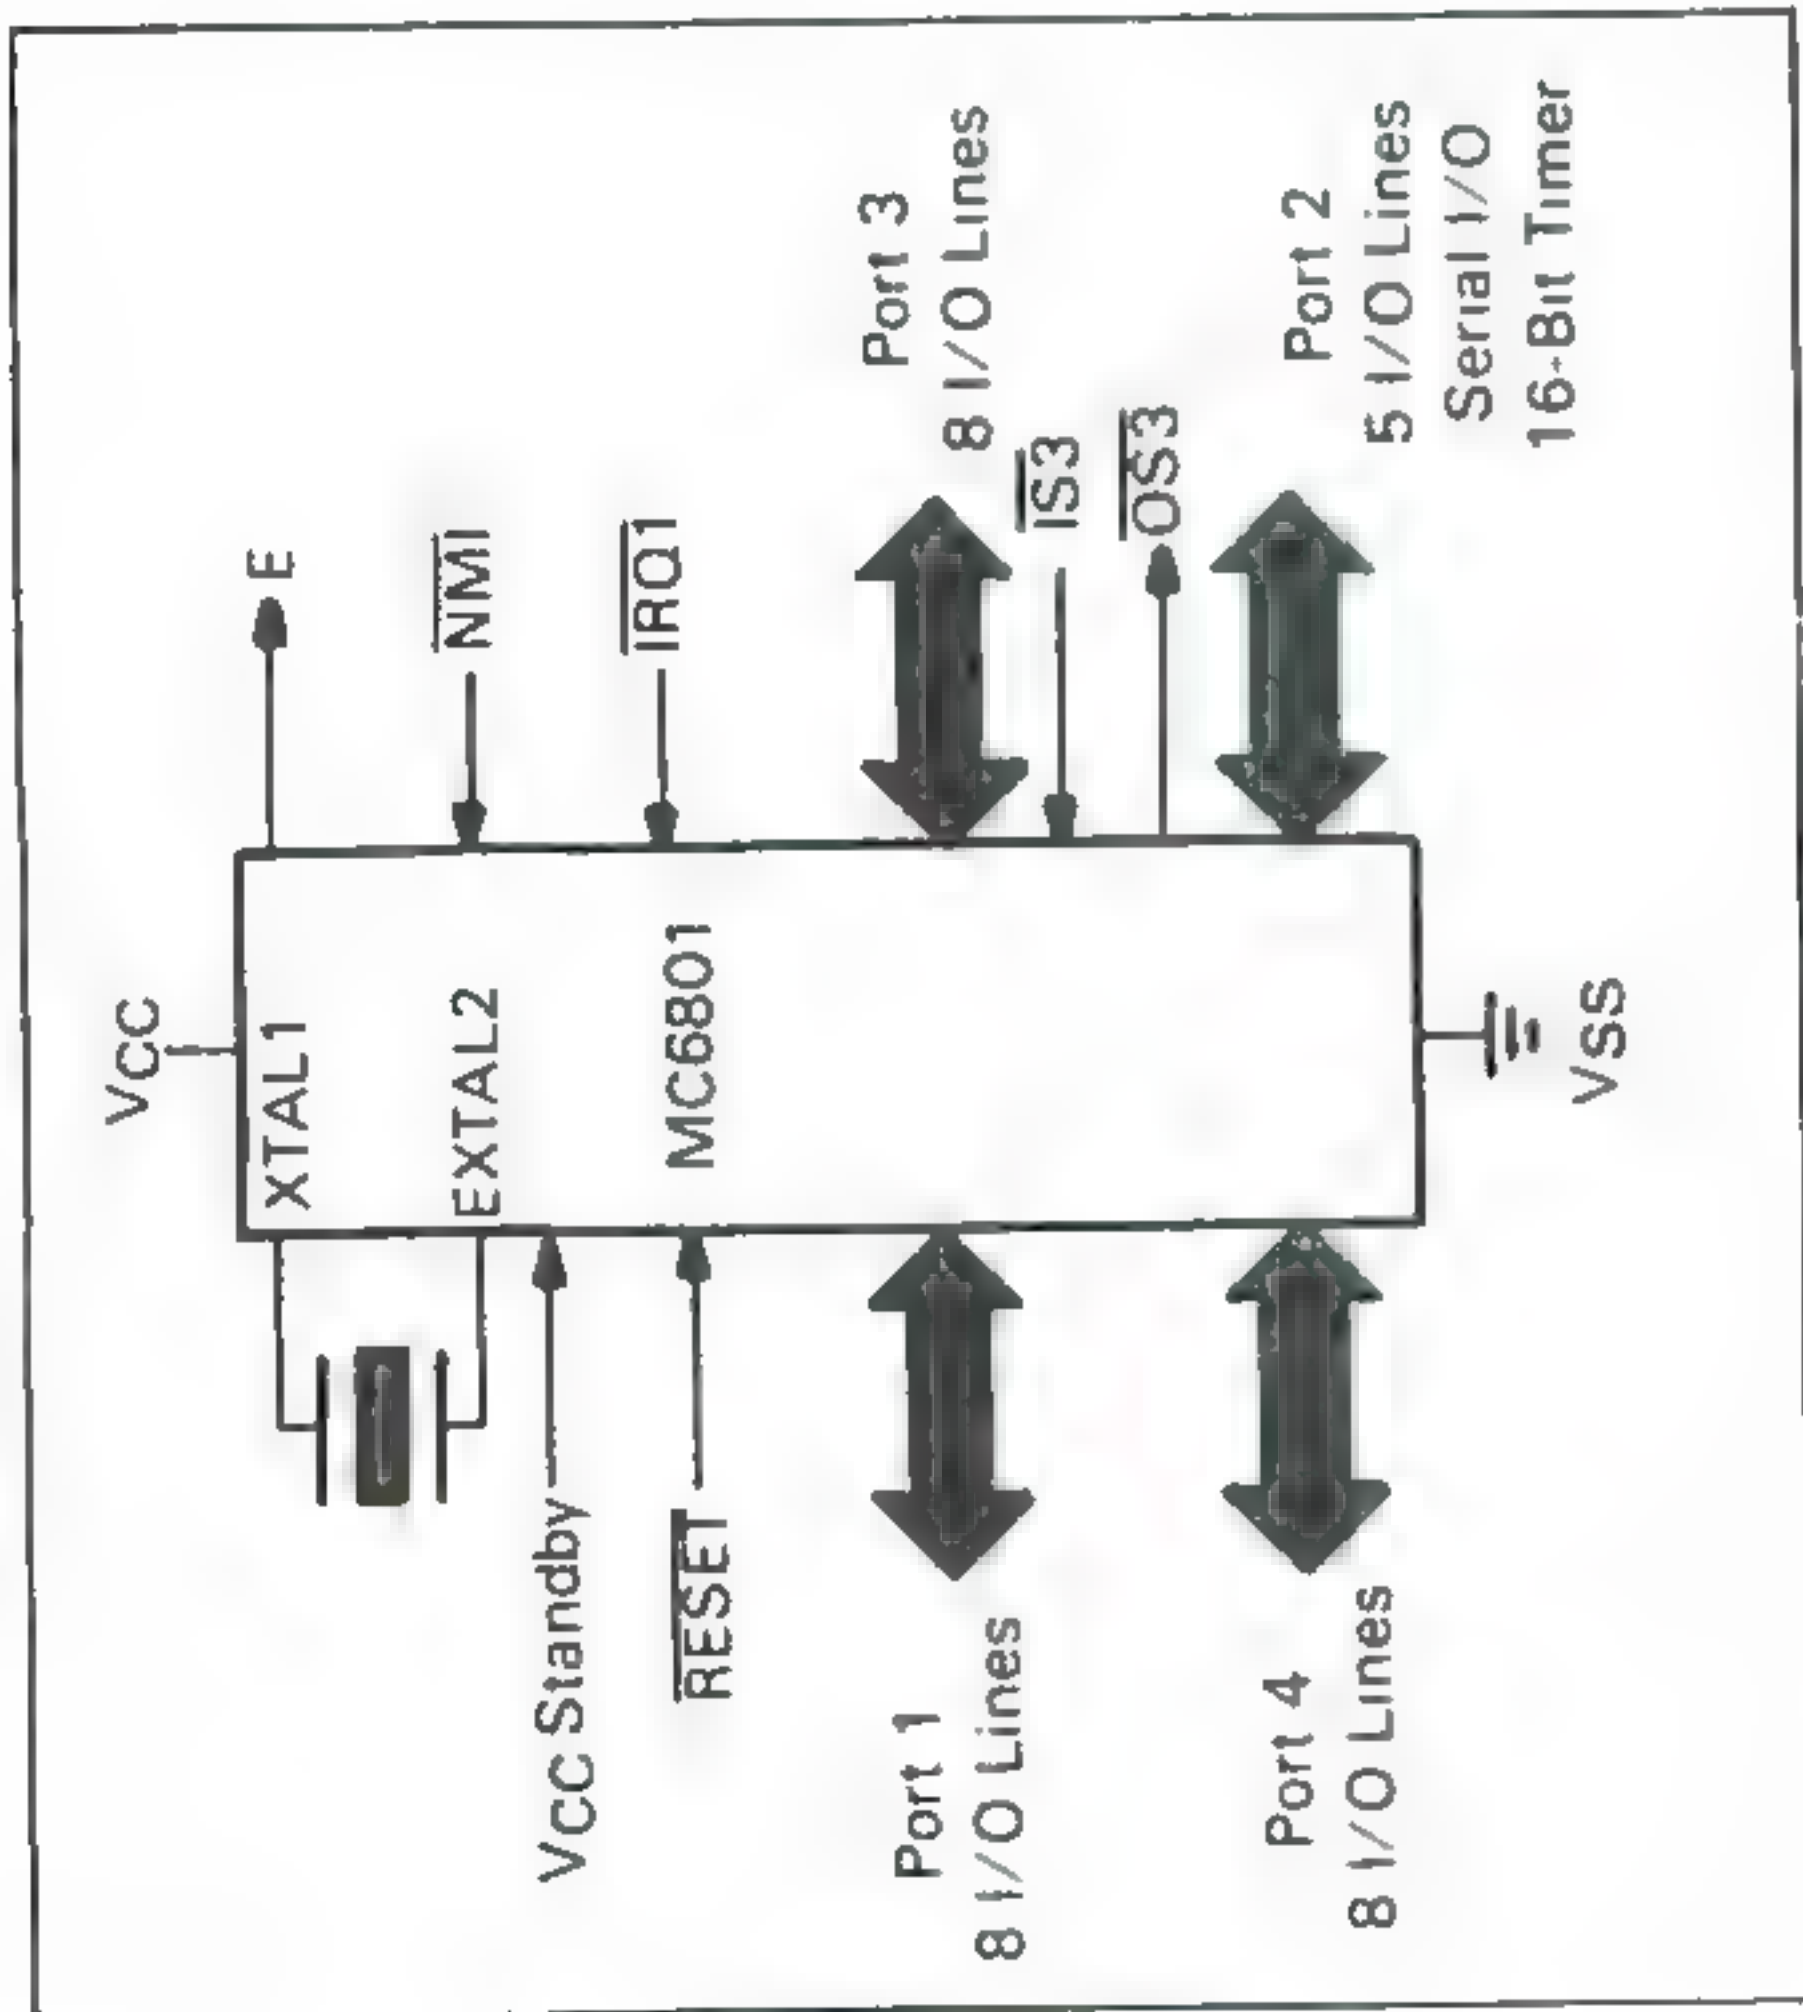 VCC
XTAL1
EXTAL2
MC6801
VCC Standby
RESET
Port 1
8 I/O Lines
Port 4
8 I/O Lines
E
NMI
IRQ1
Port 3
8 I/O Lines
IS3
OS3
Port 2
5 I/O Lines
Serial I/O
16-Bit Timer
VSS